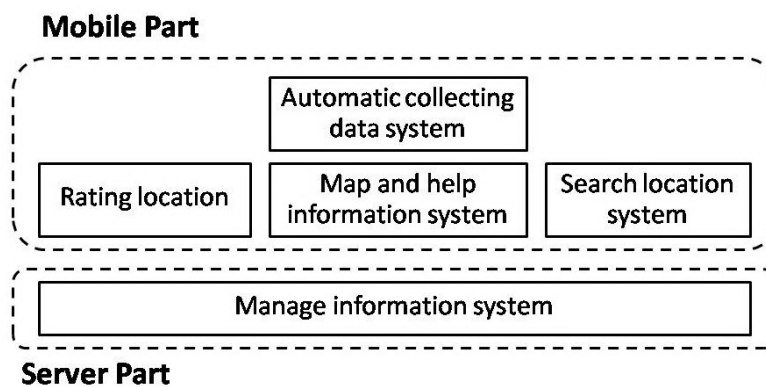 Mobile Part
Automatic collecting
data system
Rating location
Map and help
information system
Search location
system
Manage information system
Server Part